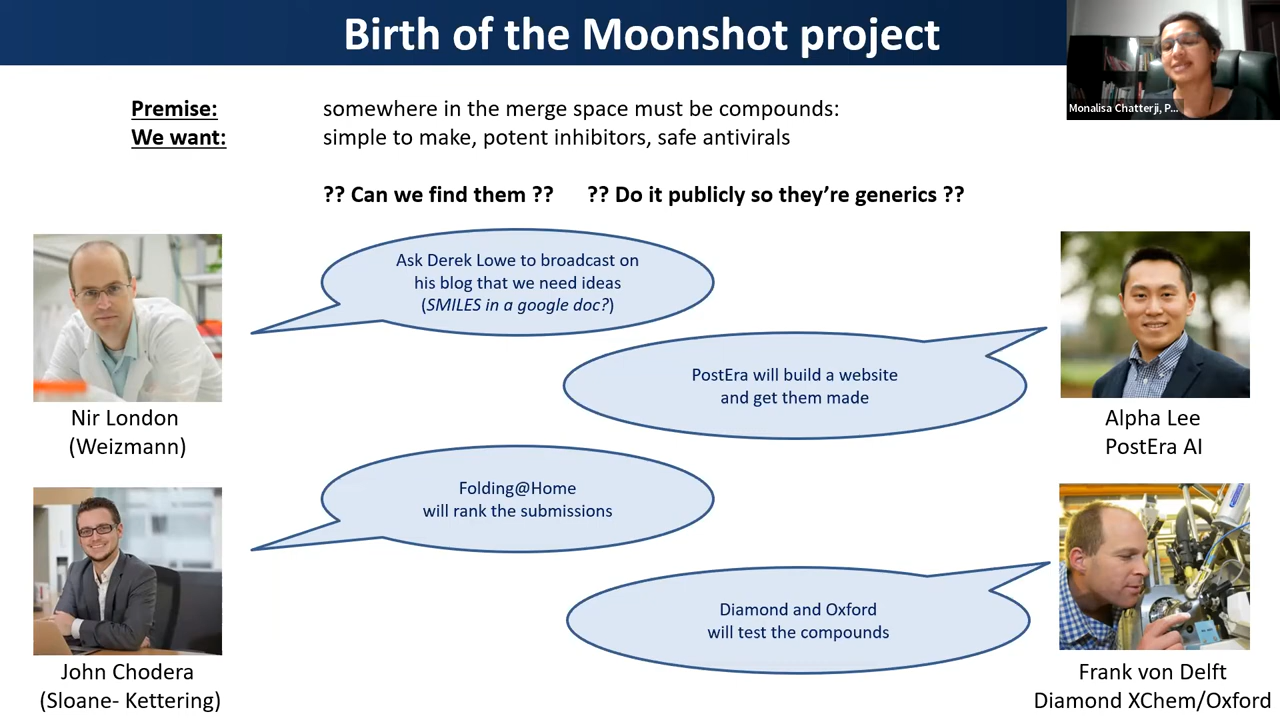 Birth of the Moonshot project
Monalisa Chatterji, P...
Premise: somewhere in the merge space must be compounds:
We want: simple to make, potent inhibitors, safe antivirals
?? Can we find them ?? ?? Do it publicly so they’re generics ??
Ask Derek Lowe to broadcast on
his blog that we need ideas
(SMILES in a google doc?)
Nir London
(Weizmann)
PostEra will build a website
and get them made
Alpha Lee
PostEra AI
Folding@Home
will rank the submissions
John Chodera
(Sloane- Kettering)
Diamond and Oxford
will test the compounds
Frank von Delft
Diamond XChem/Oxford